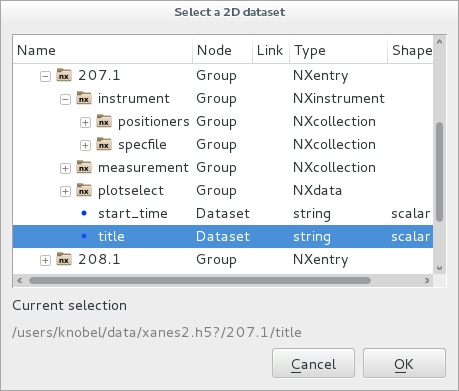 Select a 2D dataset
Name Node Link Type Shape
nx 207.1 Group NXentry
nx instrument Group NXinstrument
nx positioners Group NXcollection
nx specfile Group NXcollection
nx measurement Group NXcollection
nx plotselect Group NXdata
start_time Dataset string scalar
title Dataset string scalar
nx 208.1 Group NXentry
Current selection
/users/knobel/data/xanes2.h5?/207.1/title
Cancel OK